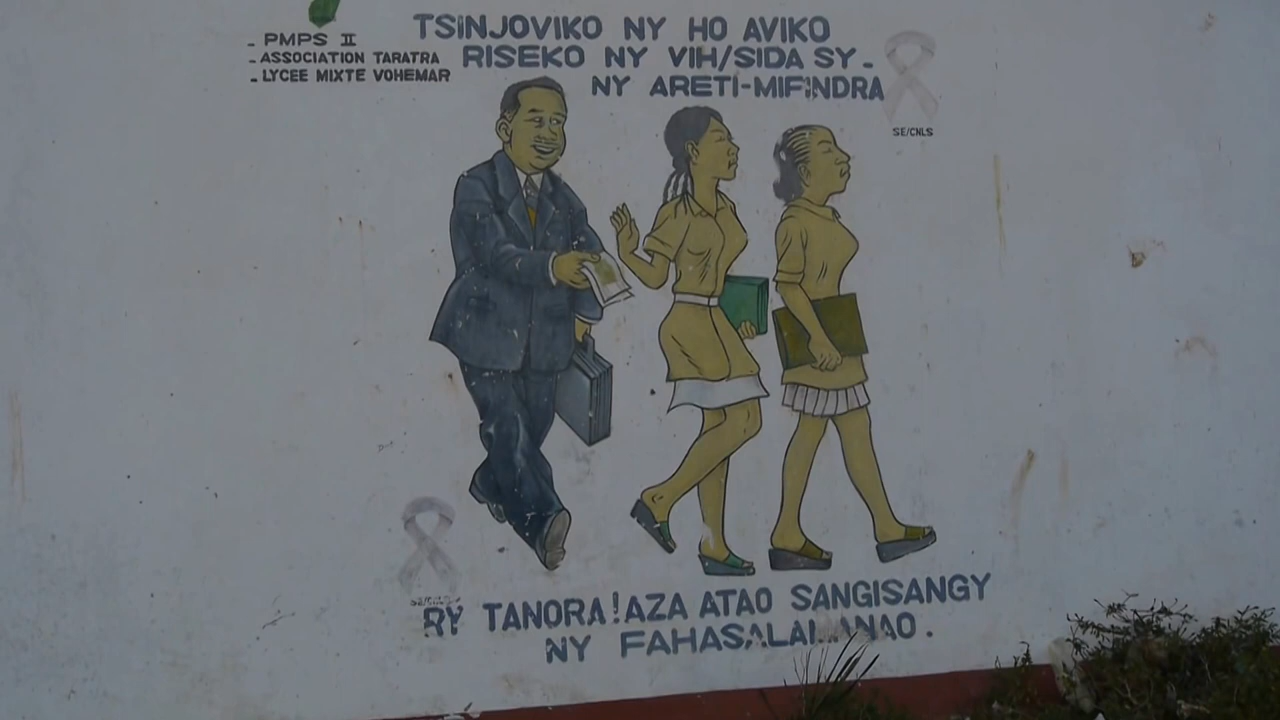 - PMPS II
- ASSOCIATION TARATRA
- LYCEE MIXTE VOHEMAR
TSINJOVIKO NY HO AVIKO
RISEKO NY VIH/SIDA SY -
NY ARETI-MIFINDRA
SE/CNLS
RY TANORA! AZA ATAO SANGISANGY
NY